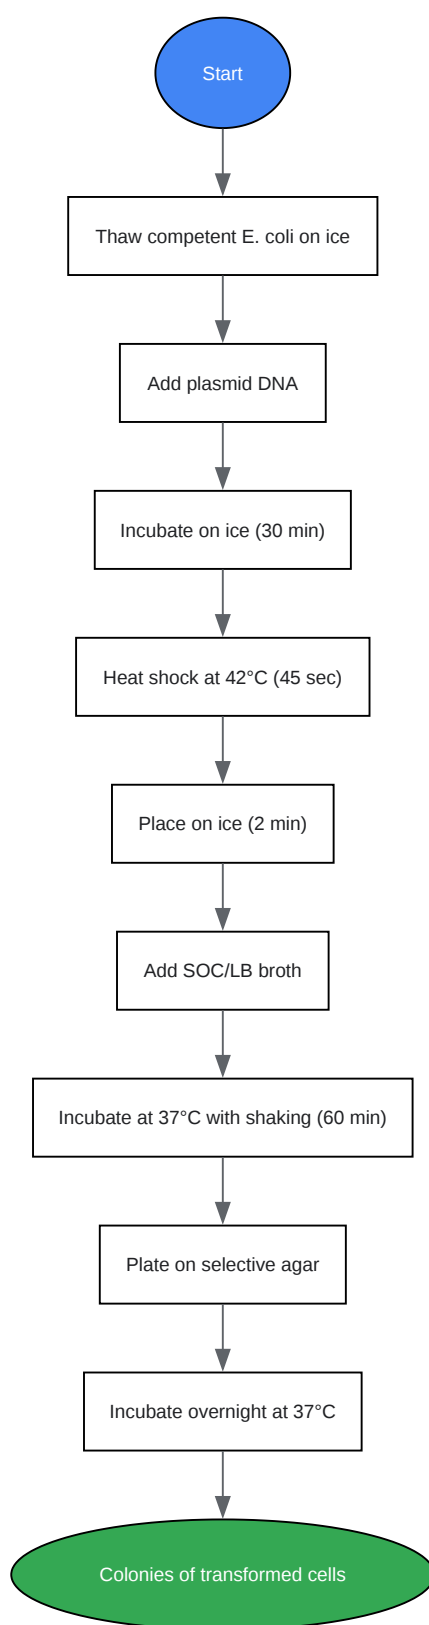 Start
Thaw competent E. coli on ice
Add plasmid DNA
Incubate on ice (30 min)
Heat shock at 42°C (45 sec)
Place on ice (2 min)
Add SOC/LB broth
Incubate at 37°C with shaking (60 min)
Plate on selective agar
Incubate overnight at 37°C
Colonies of transformed cells